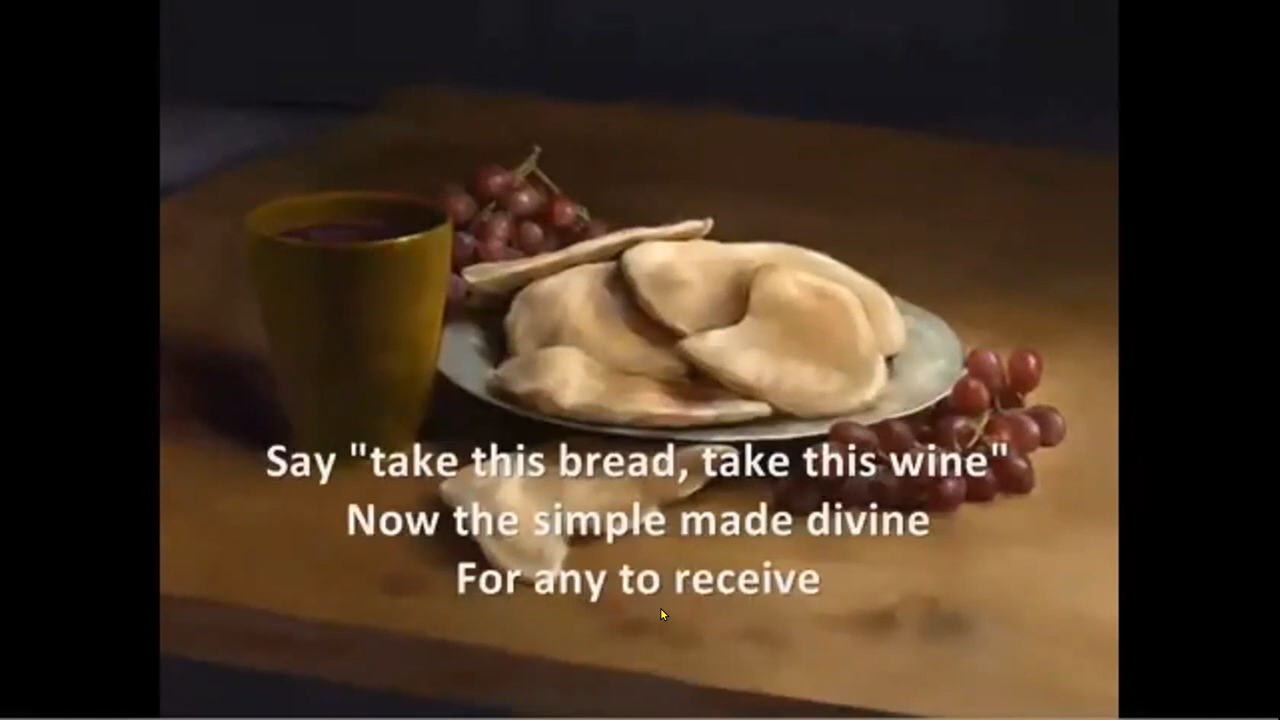 Say "take this bread, take this wine"
Now the simple made divine
For any to receive